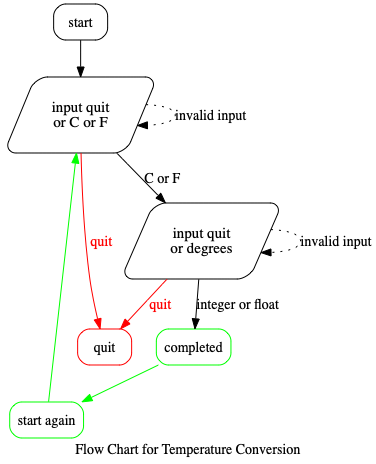 start
input quit
or C or F
invalid input
C or F
input quit
or degrees
invalid input
quit
quit
integer or float
quit
completed
start again
Flow Chart for Temperature Conversion